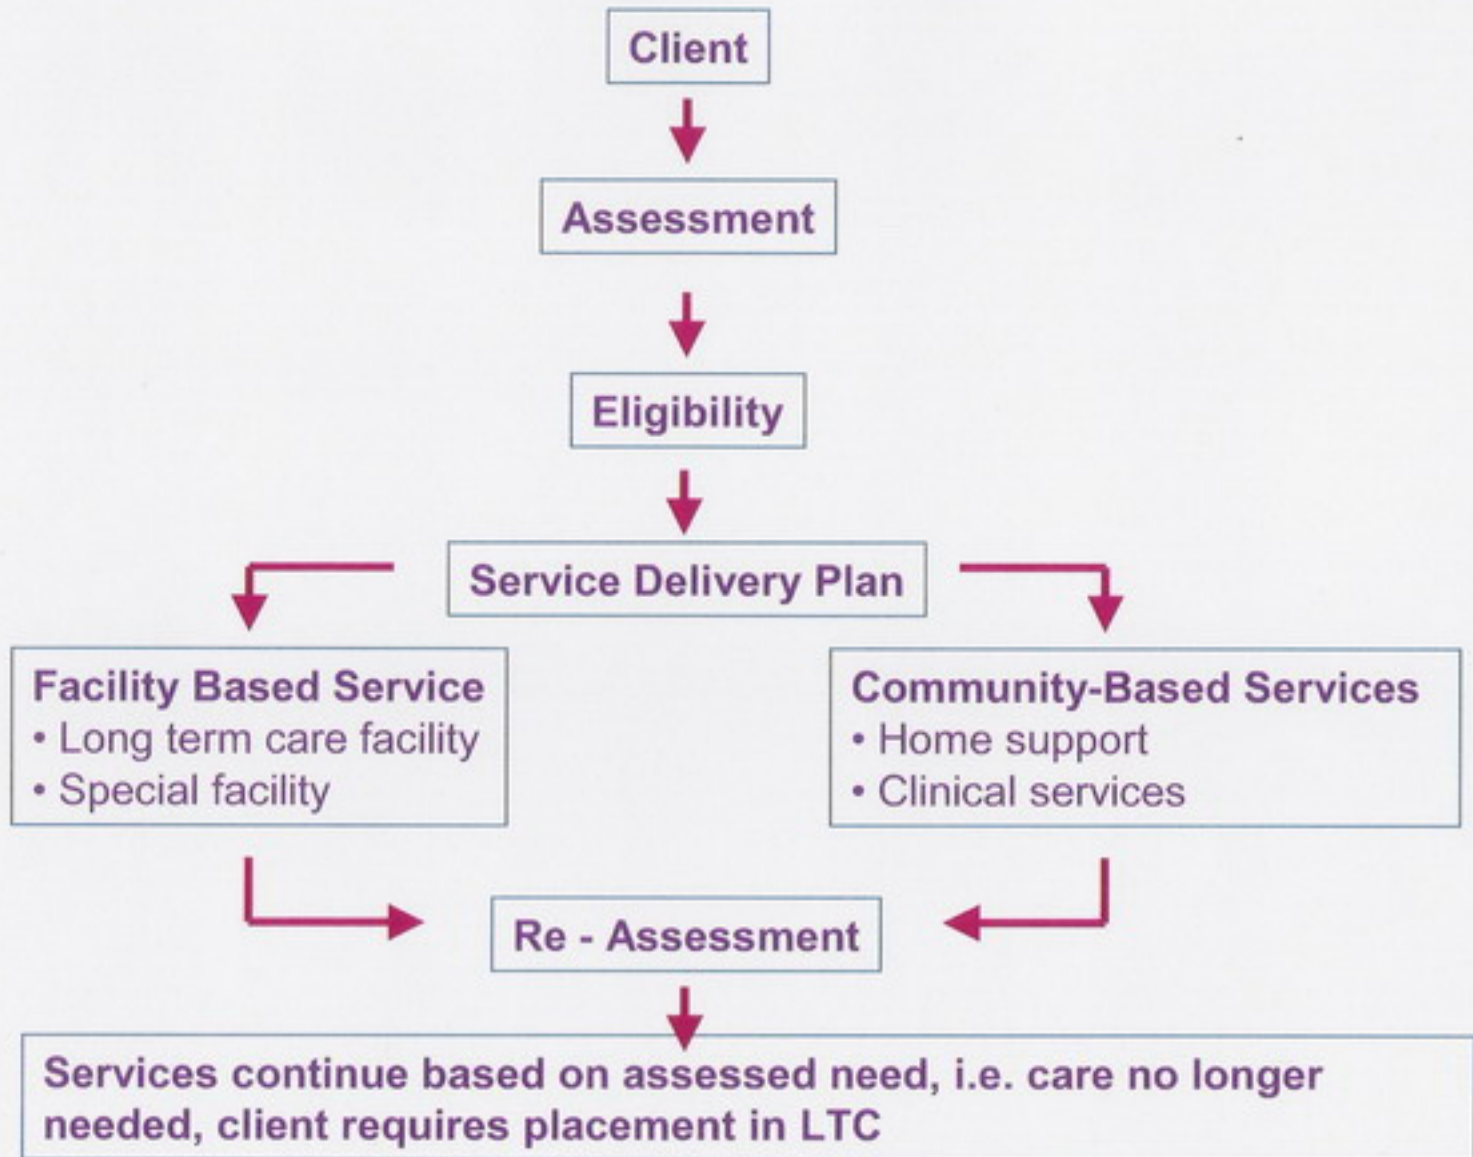 Client
Assessment
Eligibility
Service Delivery Plan
Facility Based Service
• Long term care facility
• Special facility
Community-Based Services
• Home support
• Clinical services
Re - Assessment
Services continue based on assessed need, i.e. care no longer
needed, client requires placement in LTC